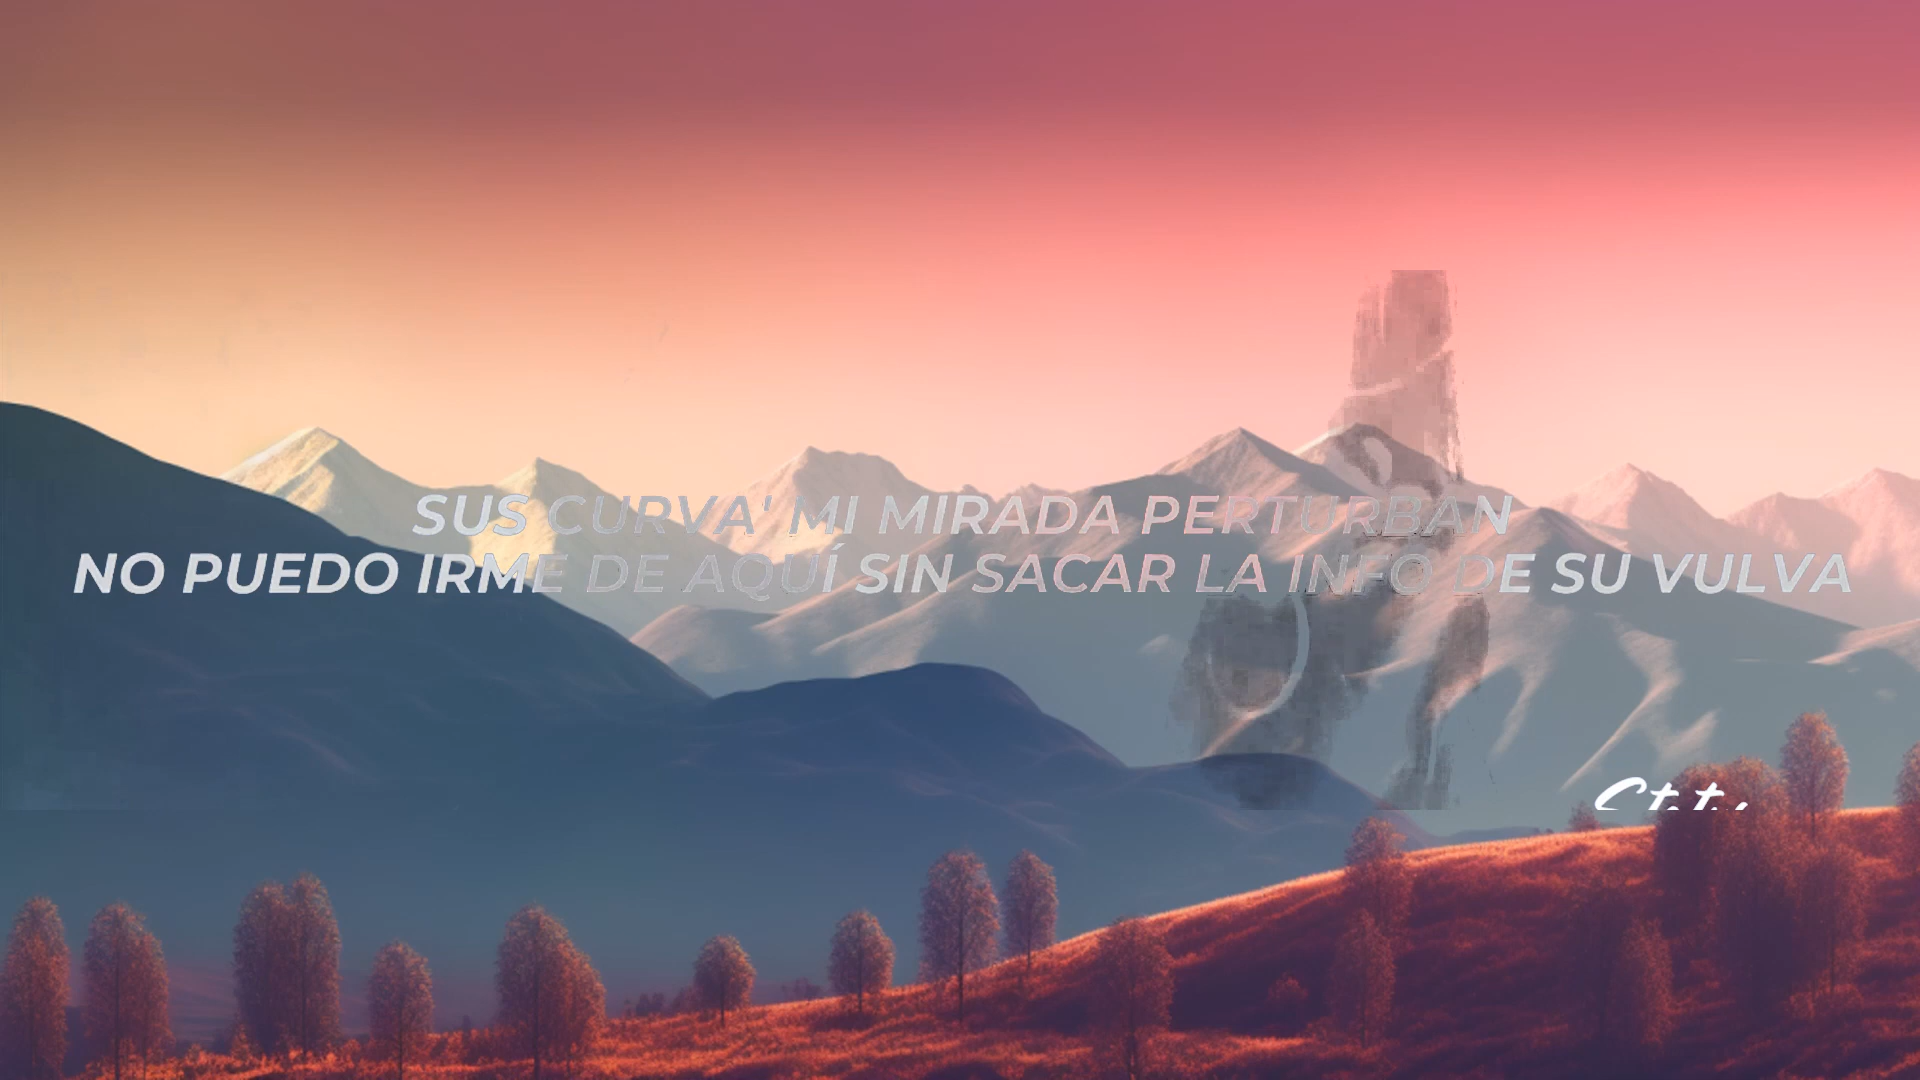 SUS CURVA' MI MIRADA PERTURBAN
NO PUEDO IRME DE AQUÍ SIN SACAR LA INFO DE SU VULVA